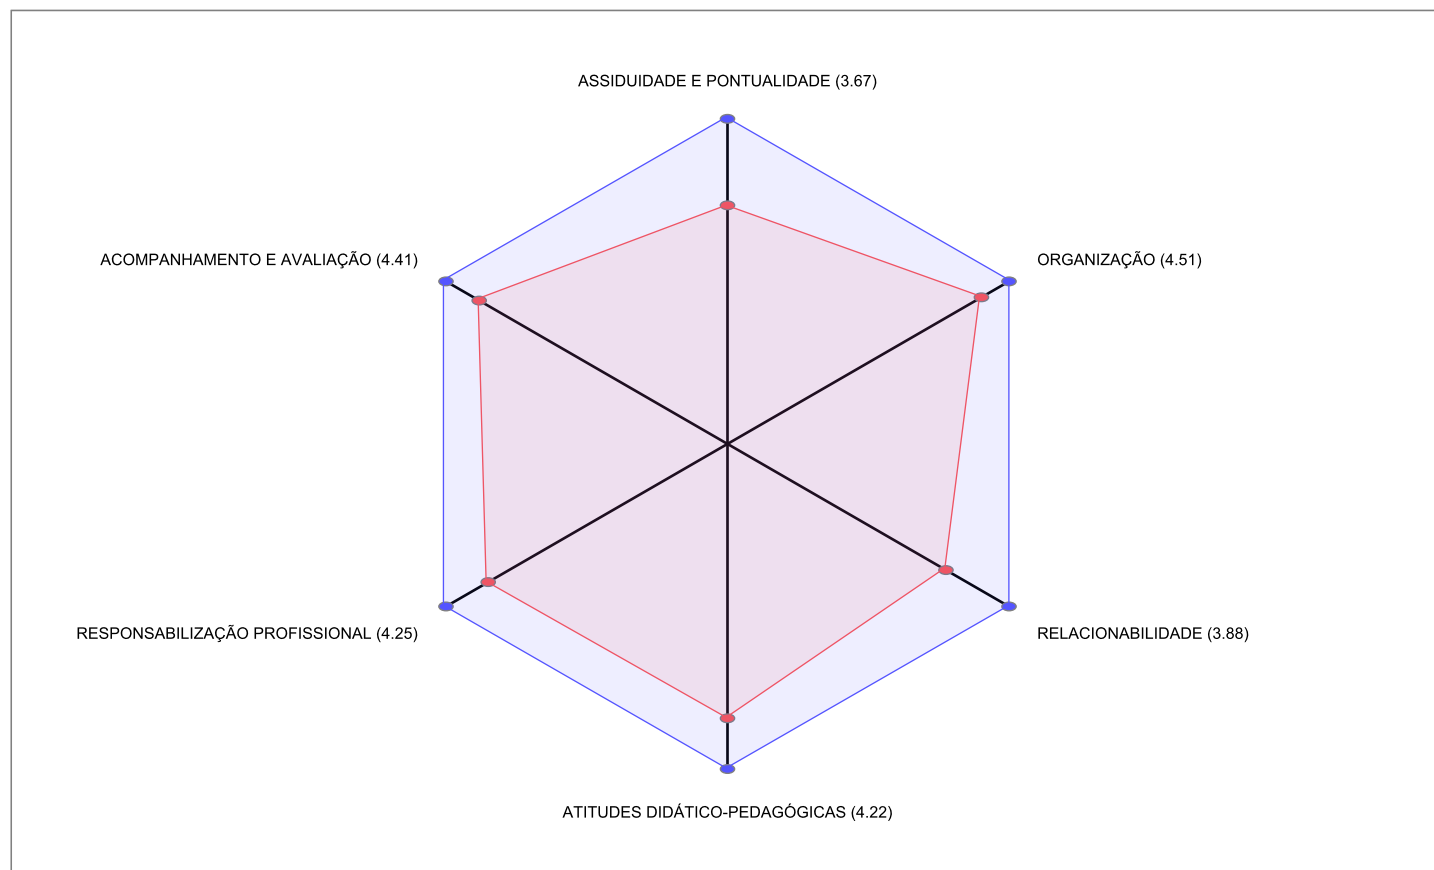 ASSIDUIDADE E PONTUALIDADE (3.67)
ACOMPANHAMENTO E AVALIAÇÃO (4.41)
ORGANIZAÇÃO (4.51)
RESPONSABILIZAÇÃO PROFISSIONAL (4.25)
RELACIONABILIDADE (3.88)
ATITUDES DIDÁTICO-PEDAGÓGICAS (4.22)